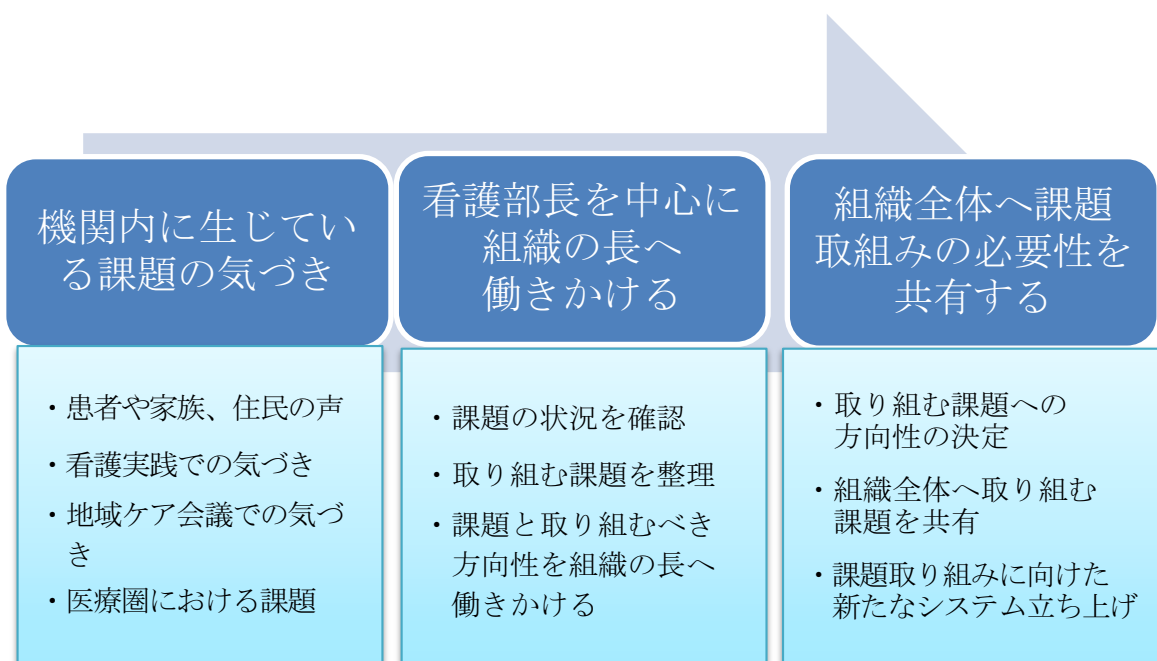 機関内に生じてい
る課題の気づき
・患者や家族、住民の声
・看護実践での気づき
・地域ケア会議での気づ
き
・医療圏における課題
看護部長を中心に
組織の長へ
働きかける
・課題の状況を確認
・取り組む課題を整理
・課題と取り組むべき
方向性を組織の長へ
働きかける
組織全体へ課題
取組みの必要性を
共有する
・取り組む課題への
方向性の決定
・組織全体へ取り組む
課題を共有
・課題取り組みに向けた
新たなシステム立ち上げ